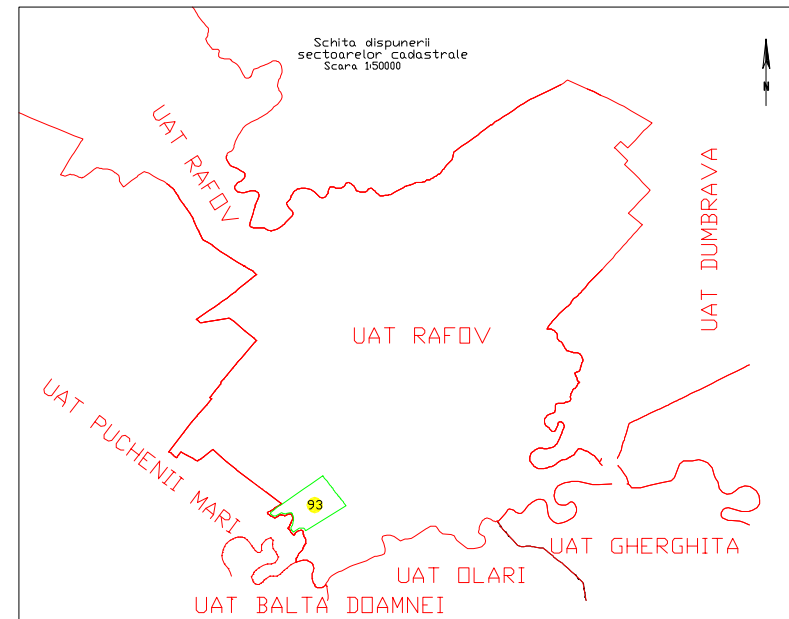 Schita dispunerii
sectoarelor cadastrale
Scara 1:50000
N
UAT RAFOV
UAT DUMBRAVA
UAT RAFOV
UAT PUCHENII MARI
93
UAT GHERGHITA
UAT OLARI
UAT BALTA DOAMNEI